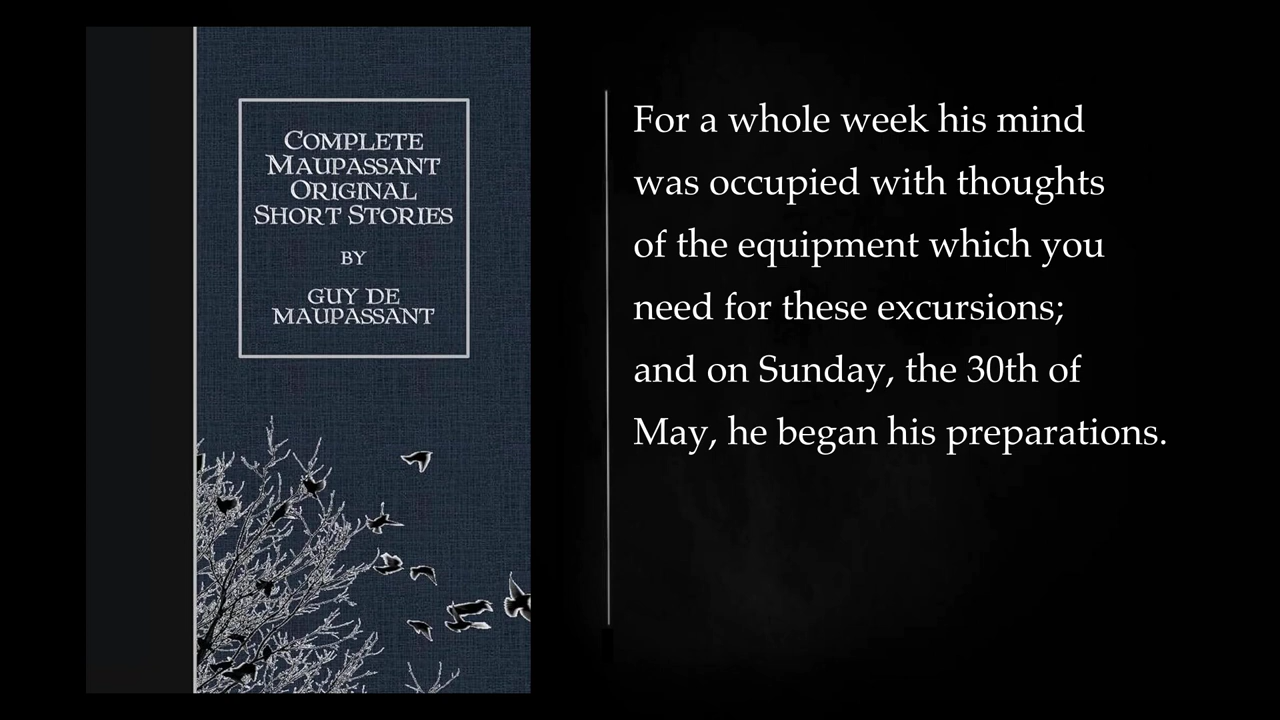 COMPLETE
MAUPASSANT
ORIGINAL
SHORT STORIES
BY
GUY DE
MAUPASSANT
For a whole week his mind
was occupied with thoughts
of the equipment which you
need for these excursions;
and on Sunday, the 30th of
May, he began his preparations.